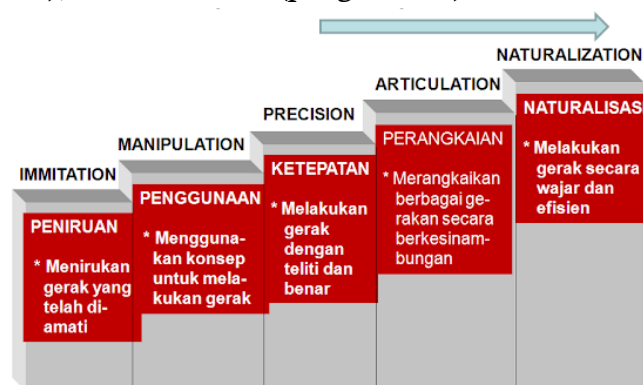 NATURALIZATION
ARTICULATION
PRECISION
MANIPULATION
IMMITATION
PENIRUAN
* Menirukan
gerak yang
telah di-
amati
PENGGUNAAN
* Mengguna-
kan konsep
untuk mela-
kukan gerak
KETEPATAN
* Melakukan
gerak
dengan
teliti dan
benar
PERANGKAIAN
* Merangkaikan
berbagai ge-
rakan secara
berkesinam-
bungan
NATURALISAS
* Melakukan
gerak secara
wajar dan
efisien